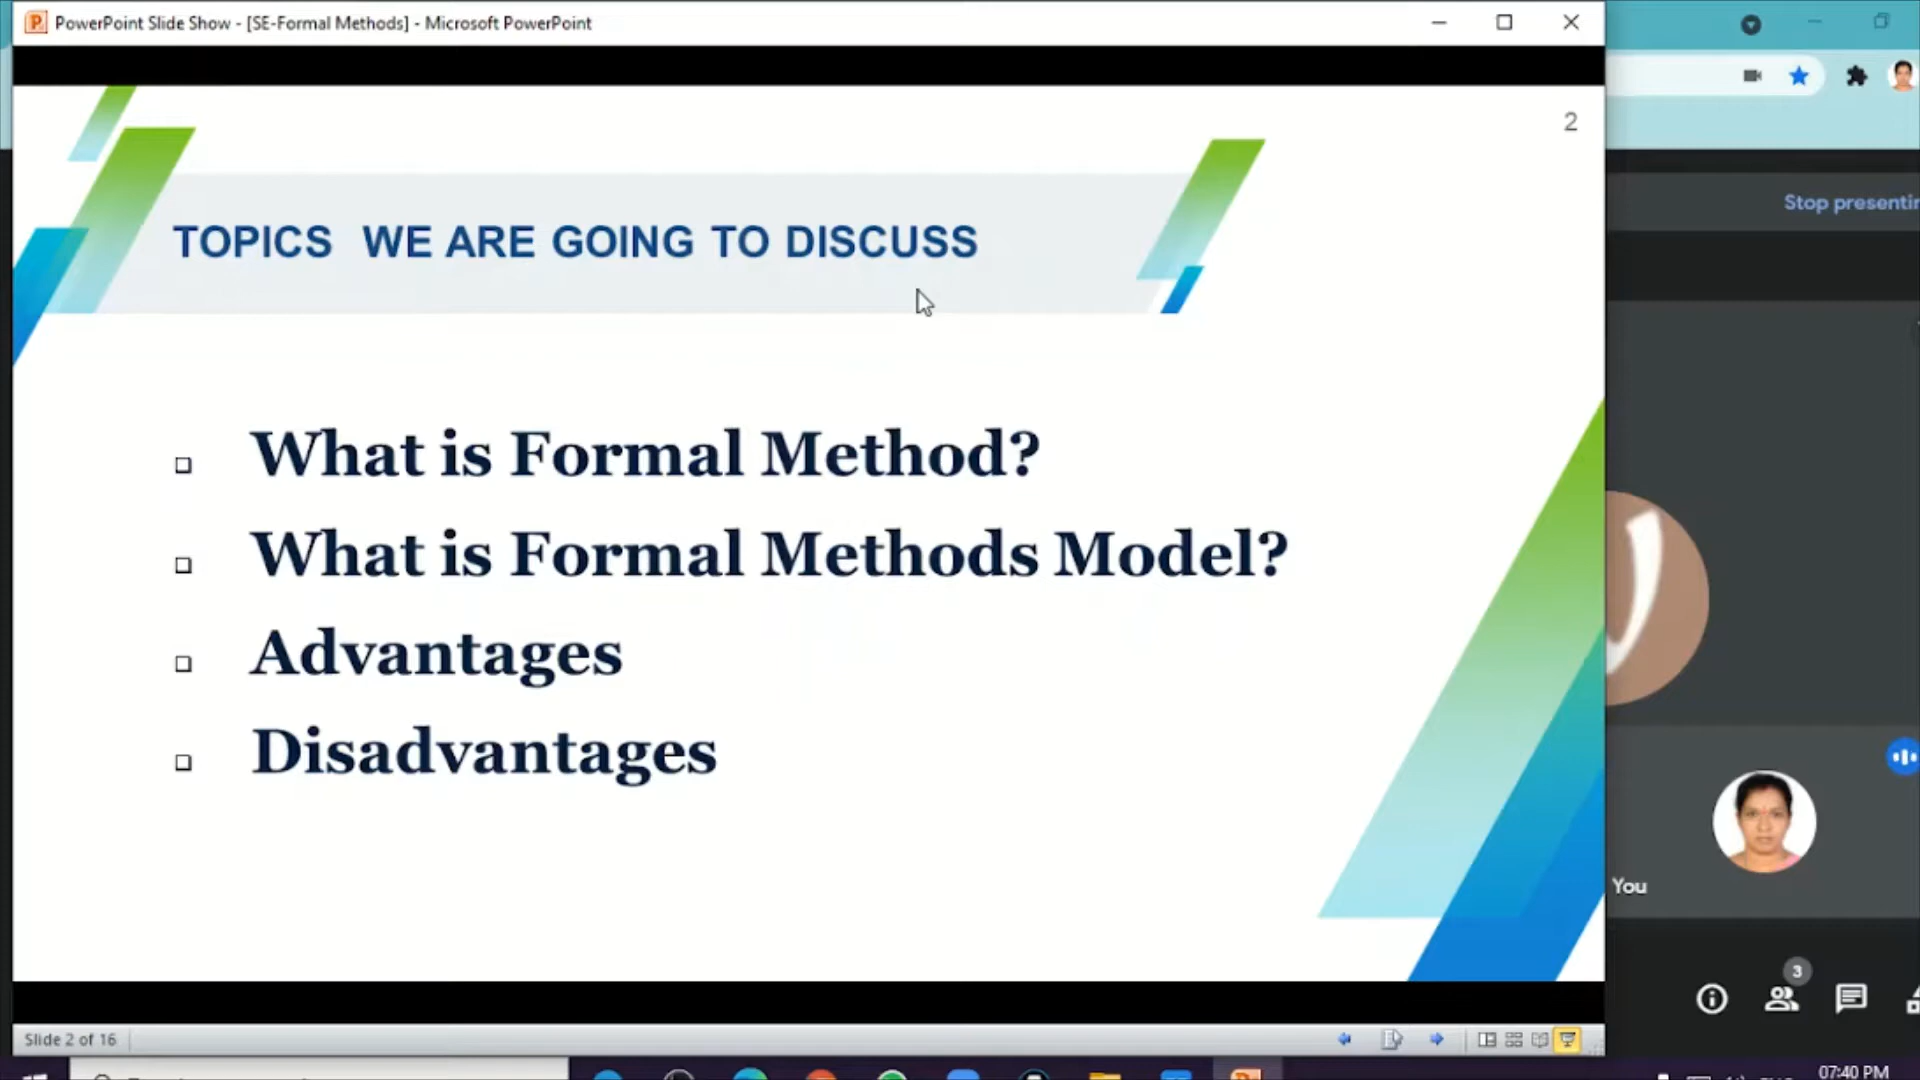 PowerPoint Slide Show - [SE-Formal Methods] - Microsoft PowerPoint
2
Stop presentin
TOPICS WE ARE GOING TO DISCUSS
What is Formal Method?
What is Formal Methods Model?
Advantages
Disadvantages
You
3
Slide 2 of 16
07:40 PM